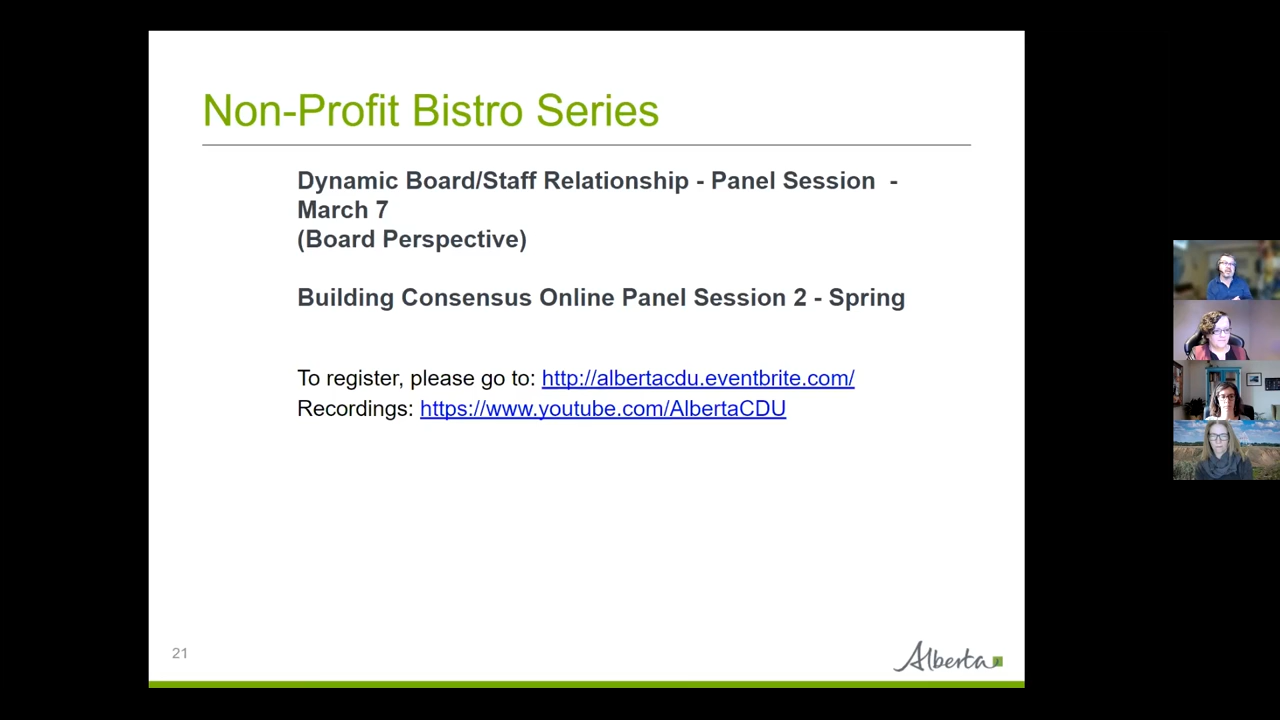 Non-Profit Bistro Series
Dynamic Board/Staff Relationship - Panel Session  -
March 7
(Board Perspective)
Building Consensus Online Panel Session 2 - Spring
To register, please go to: http://albertacdu.eventbrite.com/
Recordings: https://www.youtube.com/AlbertaCDU
21
Alberta